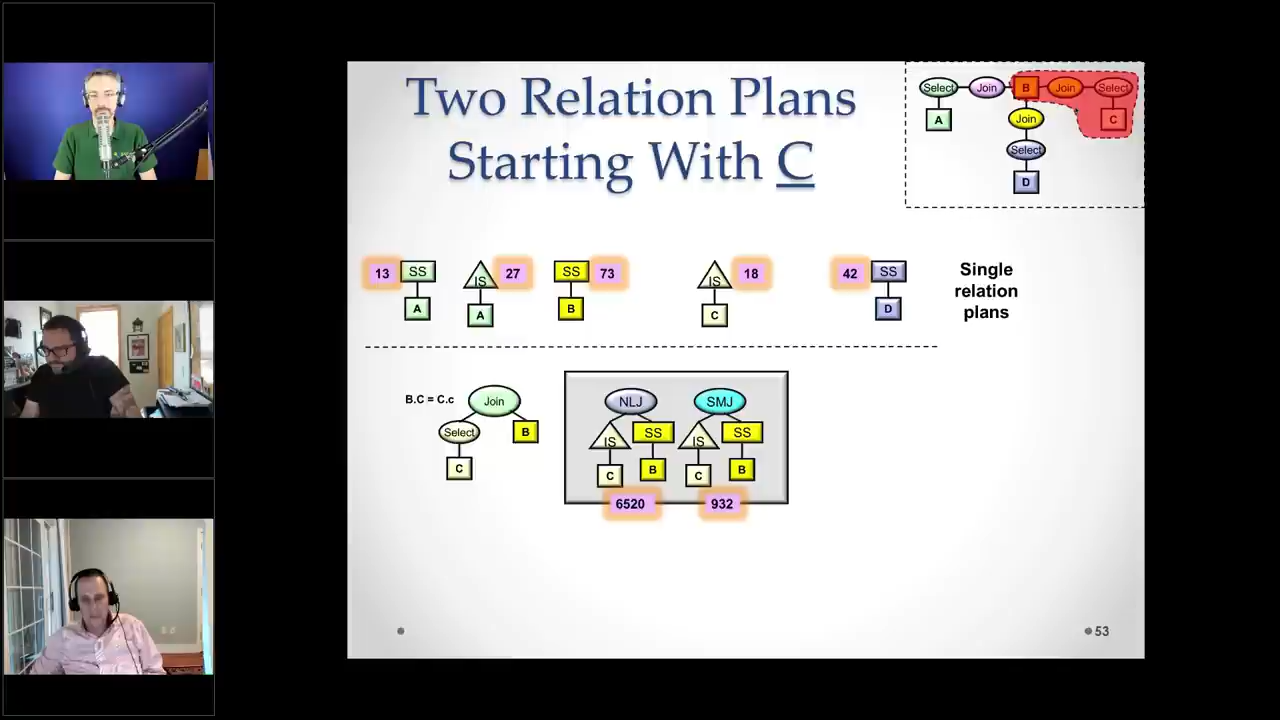 Two Relation Plans
Starting With C
Select Join B Join Select
A Join C
Select
D
13 SS IS 27 SS 73 IS 18 42 SS
A A B C D
Single
relation
plans
B.C = C.c Join
Select B
C
NLJ SMJ
IS SS IS SS
C B C B
6520 932
53